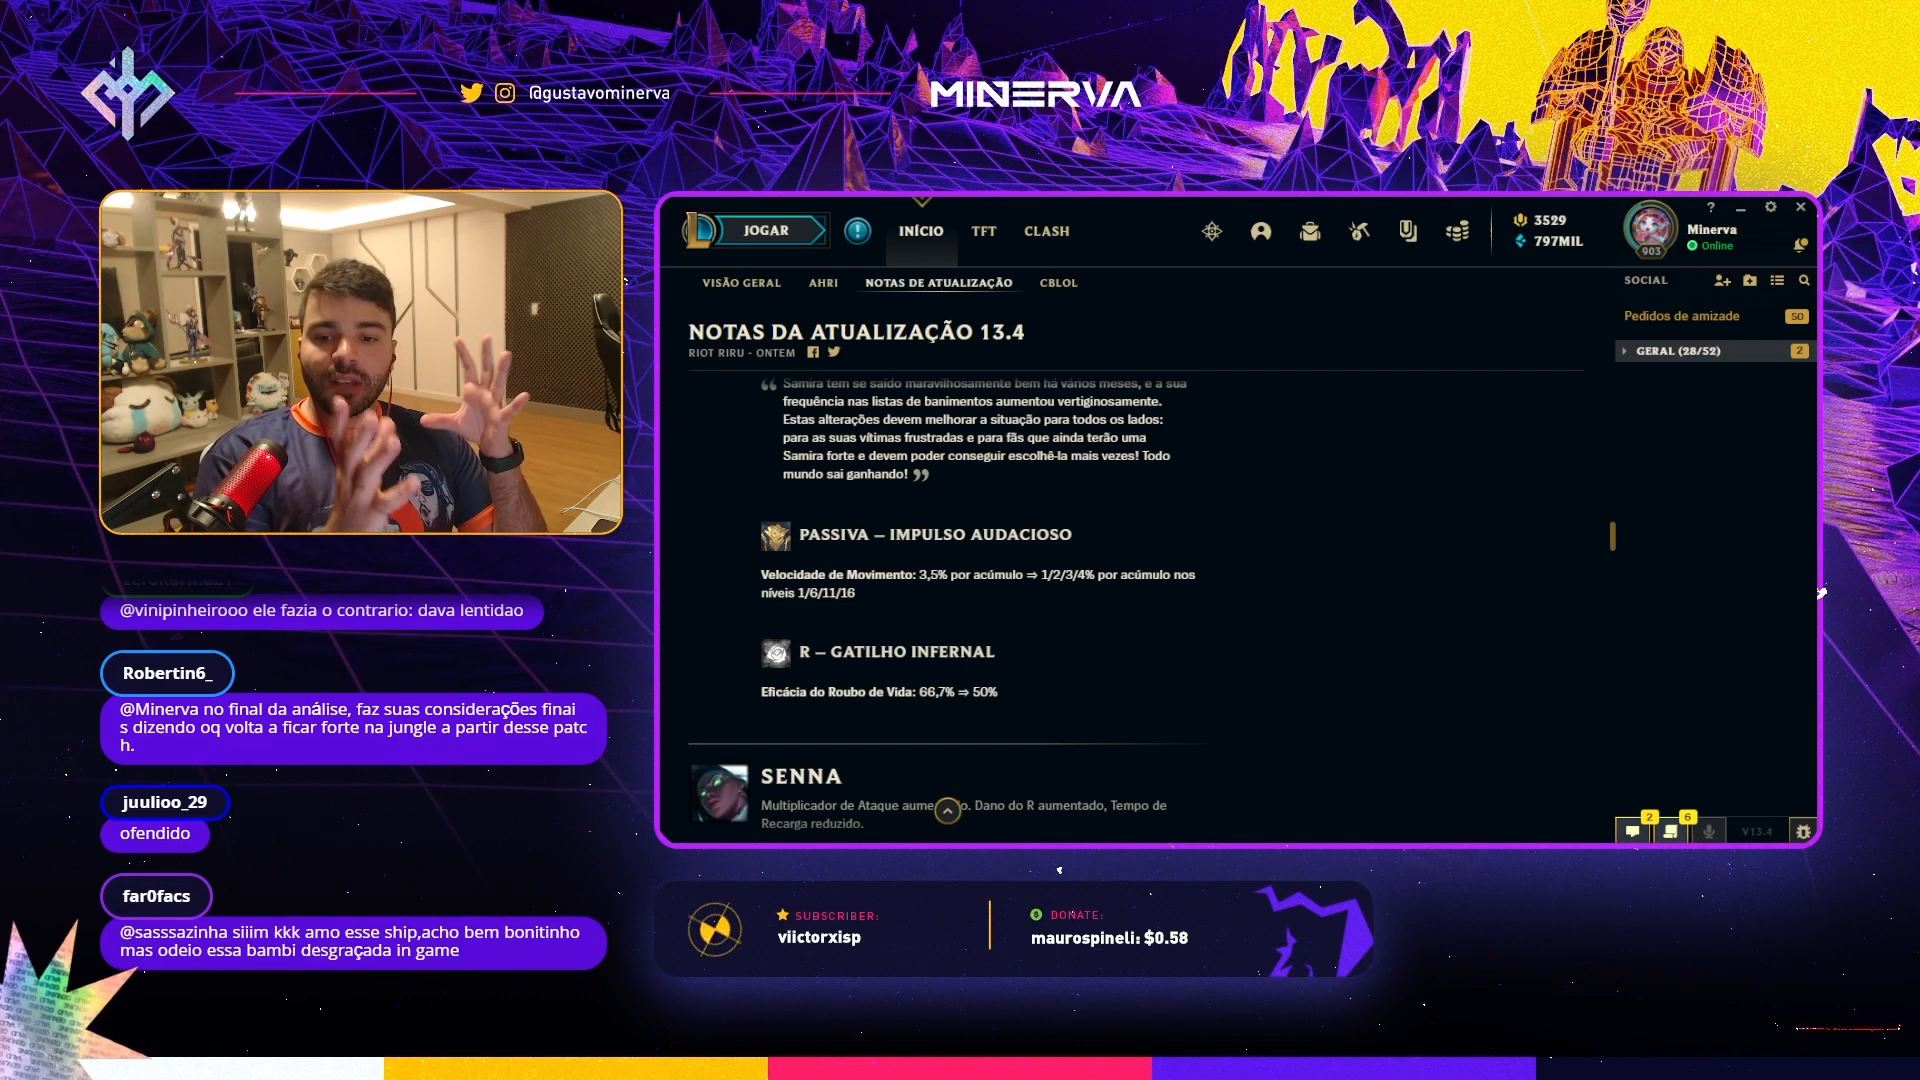 @gustavominerva
MINERVA
JOGAR
INÍCIO
TFT
CLASH
3529
797MIL
903
Minerva
Online
VISÃO GERAL
AHRI
NOTAS DE ATUALIZAÇÃO
CBLOL
SOCIAL
Pedidos de amizade
50
GERAL (28/52)
2
NOTAS DA ATUALIZAÇÃO 13.4
RIOT RIRU - ONTEM
Samira tem se saído maravilhosamente bem há vários meses, e a sua
frequência nas listas de banimentos aumentou vertiginosamente.
Estas alterações devem melhorar a situação para todos os lados:
para as suas vítimas frustradas e para fãs que ainda terão uma
Samira forte e devem poder conseguir escolhê-la mais vezes! Todo
mundo sai ganhando!
PASSIVA – IMPULSO AUDACIOSO
Velocidade de Movimento: 3,5% por acúmulo ⇒ 1/2/3/4% por acúmulo nos
níveis 1/6/11/16
R – GATILHO INFERNAL
Eficácia do Roubo de Vida: 66,7% ⇒ 50%
SENNA
Multiplicador de Ataque aume o. Dano do R aumentado, Tempo de
Recarga reduzido.
2
6
V13.4
@vinipinheirooo ele fazia o contrario: dava lentidao
Robertin6_
@Minerva no final da análise, faz suas considerações finai
s dizendo oq volta a ficar forte na jungle a partir desse patc
h.
juulioo_29
ofendido
far0facs
@sasssazinha siiim kkk amo esse ship,acho bem bonitinho
mas odeio essa bambi desgraçada in game
SUBSCRIBER:
viictorxisp
DONATE:
maurospineli: $0.58